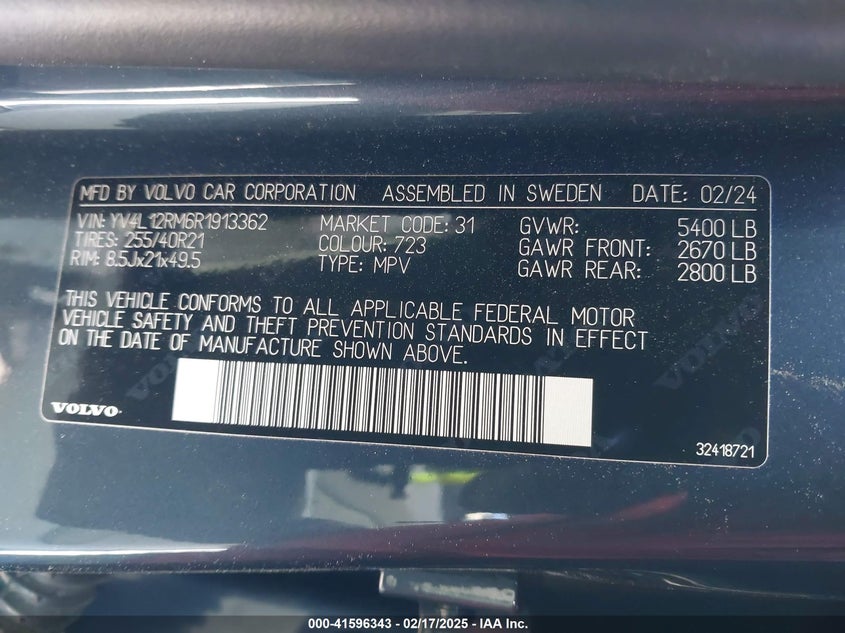 MFD BY VOLVO CAR CORPORATION ASSEMBLED IN SWEDEN DATE: 02/24
VIN: YV4L12RM6R1913362 MARKET CODE: 31 GVWR: 5400 LB
TIRES: 255/40R21 COLOUR: 723 GAWR FRONT: 2670 LB
RIM: 8.5Jx21x49.5 TYPE: MPV GAWR REAR: 2800 LB
THIS VEHICLE CONFORMS TO ALL APPLICABLE FEDERAL MOTOR
VEHICLE SAFETY AND THEFT PREVENTION STANDARDS IN EFFECT
ON THE DATE OF MANUFACTURE SHOWN ABOVE.
VOLVO
32418721
000-41596343 - 02/17/2025 - IAA Inc.